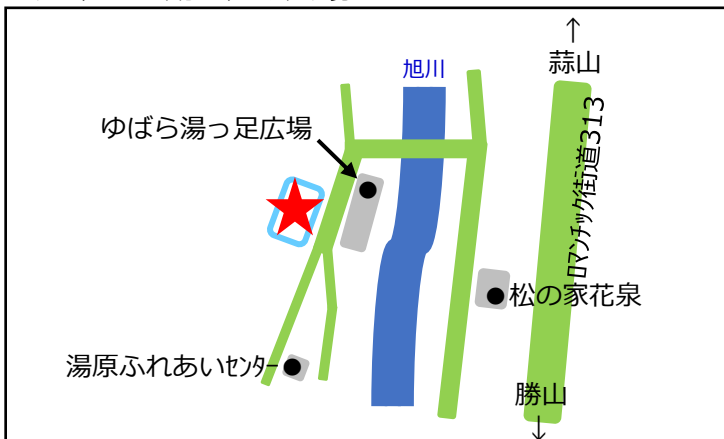 ↑
蒜山
旭川
ゆばら湯っ足広場
ﾛﾏﾝﾁｯｸ街道313
松の家花泉
湯原ふれあいｾﾝﾀｰ
勝山
↓